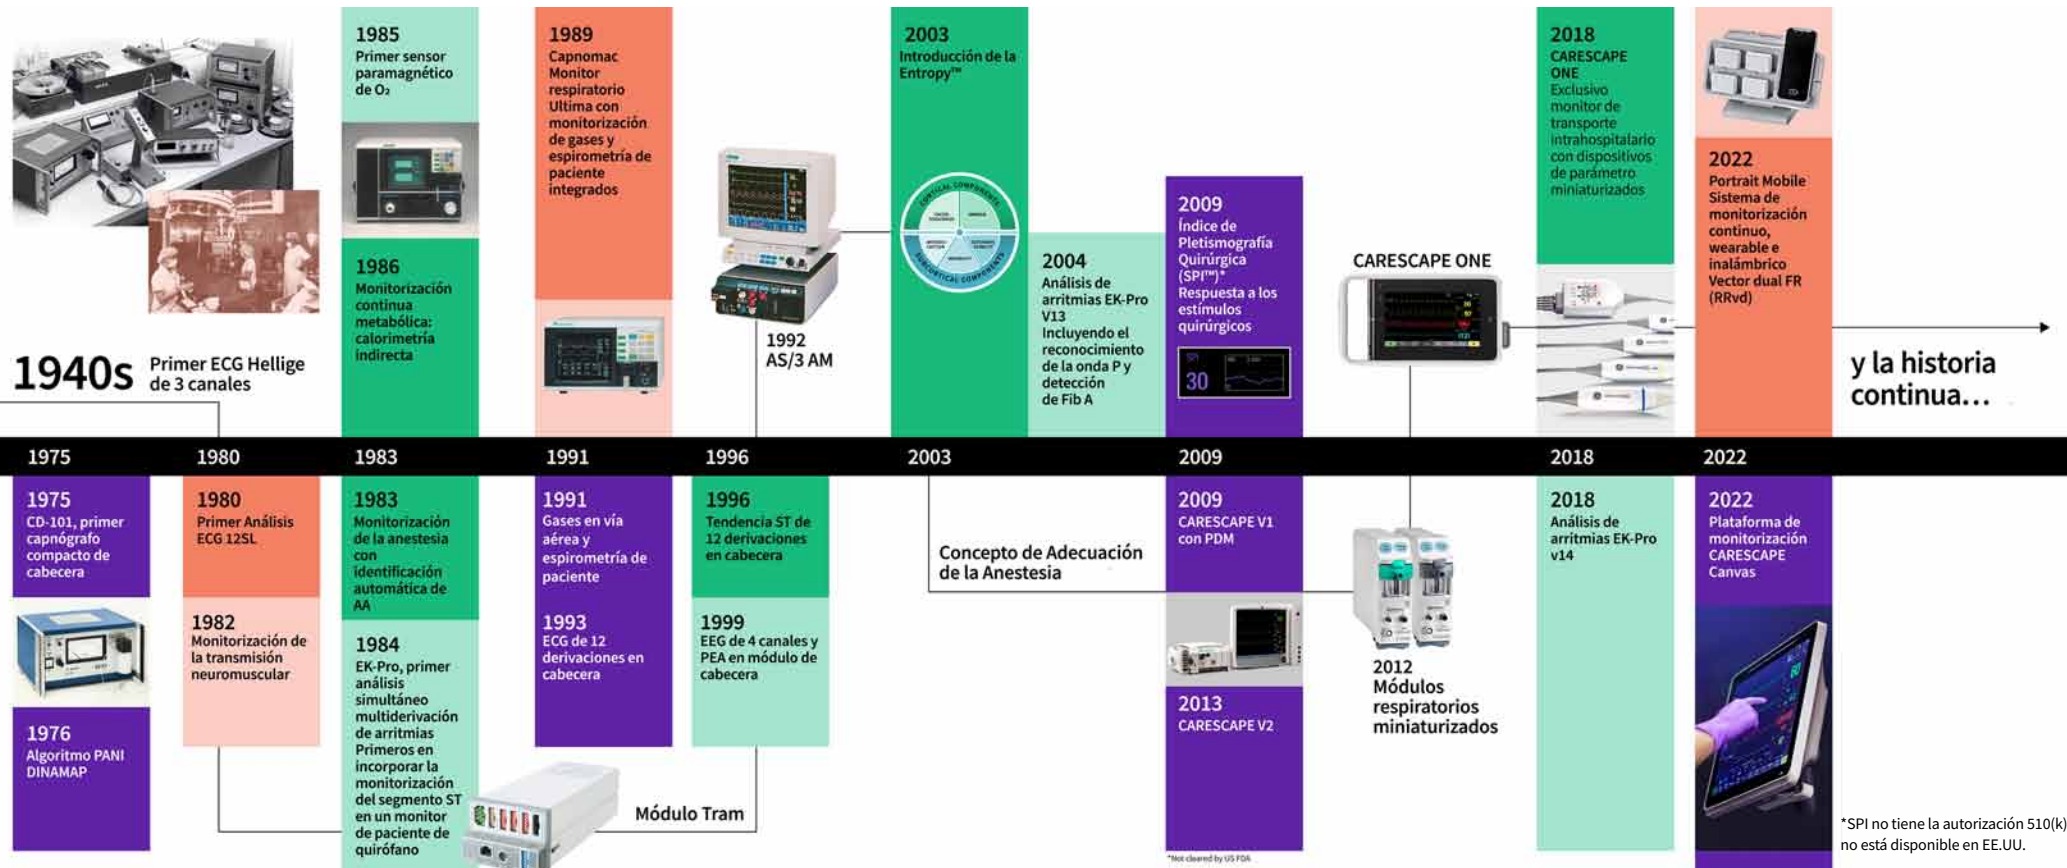 1940s
Primer ECG Hellige
de 3 canales
1985
Primer sensor
paramagnético
de O₂
1986
Monitorización
continua
metabólica:
calorimetría
indirecta
1989
Capnomac
Monitor
respiratorio
Ultima con
monitorización
de gases y
espirometría de
paciente
integrados
1992
AS/3 AM
2003
Introducción de la
Entropy™
CORTICAL COMPONENTS
SUBCORTICAL COMPONENTS
2004
Análisis de
arritmias EK-Pro
V13
Incluyendo el
reconocimiento
de la onda P y
detección
de Fib A
2009
Índice de
Pletismografía
Quirúrgica
(SPI™)*
Respuesta a los
estímulos
quirúrgicos
SPI
30
CARESCAPE ONE
2018
CARESCAPE
ONE
Exclusivo
monitor de
transporte
intrahospitalario
con dispositivos
de parámetro
miniaturizados
2022
Portrait Mobile
Sistema de
monitorización
continuo,
wearable e
inalámbrico
Vector dual FR
(RRvd)
y la historia
continua...
1975
1980
1983
1991
1996
2003
2009
2018
2022
1975
CD-101, primer
capnógrafo
compacto de
cabecera
1976
Algoritmo PANI
DINAMAP
1980
Primer Análisis
ECG 12SL
1982
Monitorización de
la transmisión
neuromuscular
1983
Monitorización
de la anestesia
con
identificación
automática de
AA
1984
EK-Pro, primer
análisis
simultáneo
multiderivación
de arritmias
Primeros en
incorporar la
monitorización
del segmento ST
en un monitor
de paciente de
quirófano
1991
Gases en vía
aérea y
espirometría de
paciente
1993
ECG de 12
derivaciones en
cabecera
Módulo Tram
1996
Tendencia ST de
12 derivaciones
en cabecera
1999
EEG de 4 canales y
PEA en módulo de
cabecera
Concepto de Adecuación
de la Anestesia
2009
CARESCAPE V1
con PDM
2013
CARESCAPE V2
*Not cleared by US FDA
2012
Módulos
respiratorios
miniaturizados
2018
Análisis de
arritmias EK-Pro
v14
2022
Plataforma de
monitorización
CARESCAPE
Canvas
*SPI no tiene la autorización 510(k)
no está disponible en EE.UU.